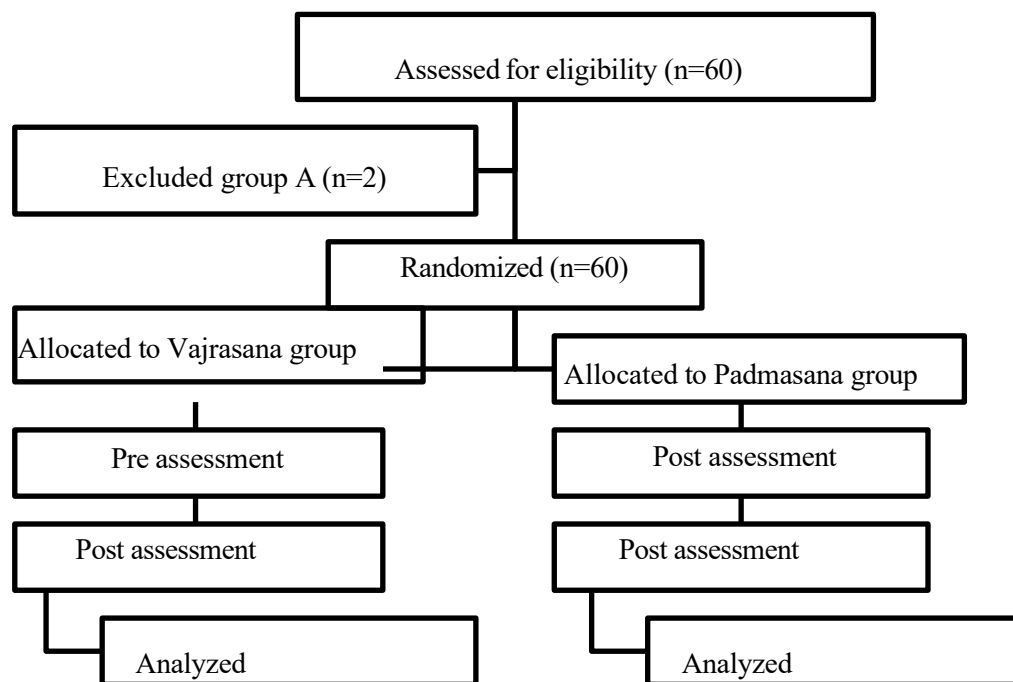 Assessed for eligibility (n=60)
Excluded group A (n=2)
Randomized (n=60)
Allocated to Vajrasana group
Allocated to Padmasana group
Pre assessment
Post assessment
Post assessment
Post assessment
Analyzed
Analyzed